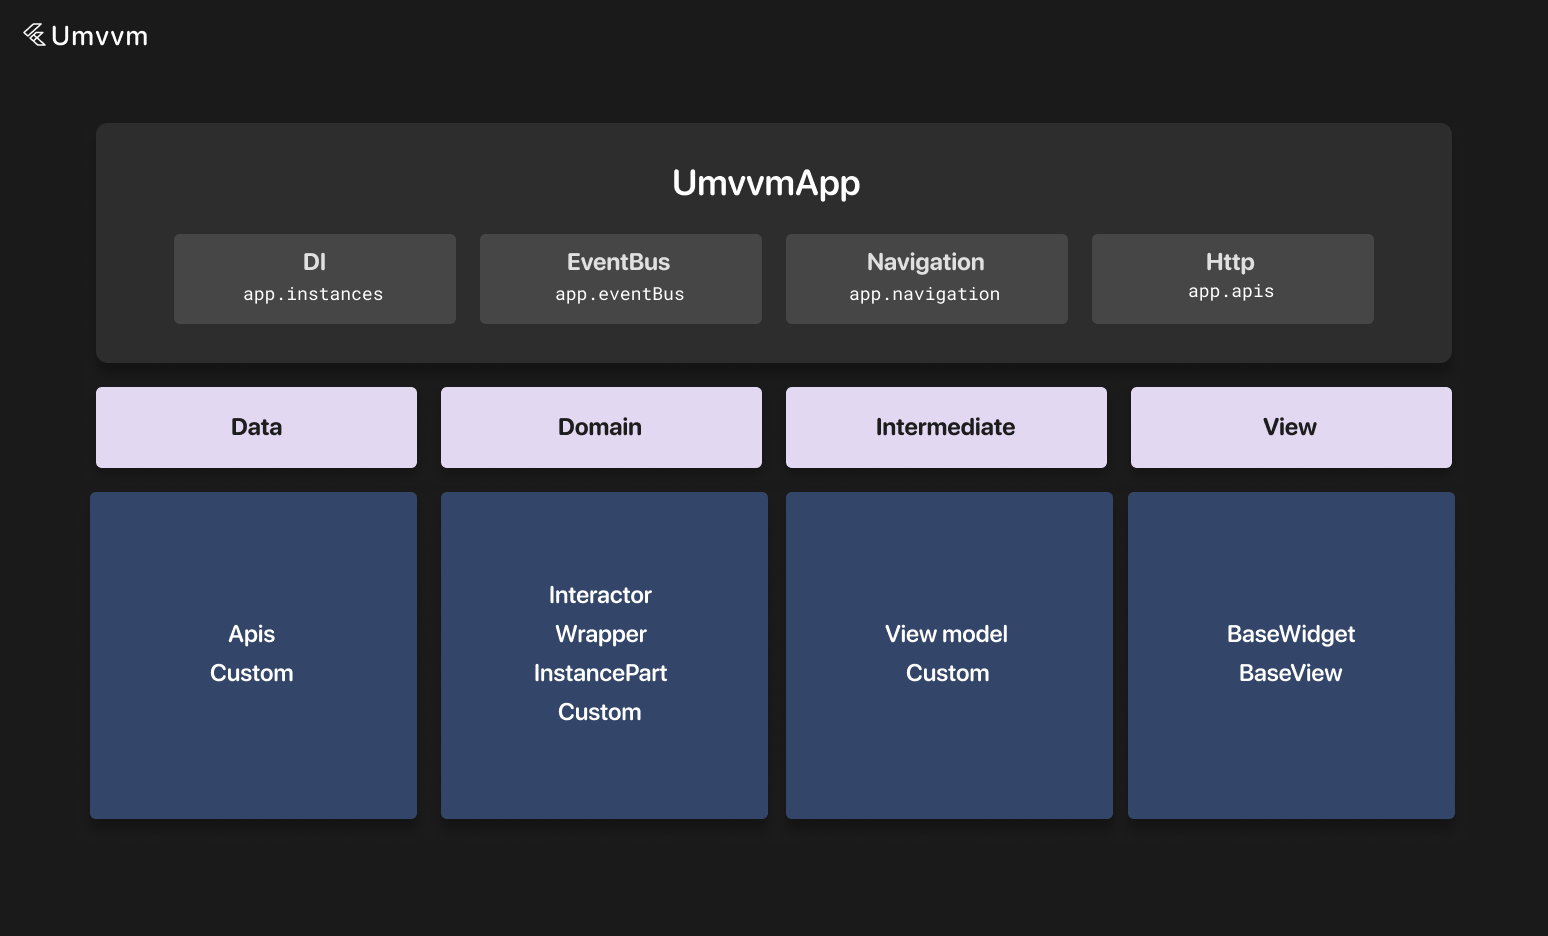 Umvvm
UmvvmApp
DI
app.instances
EventBus
app.eventBus
Navigation
app.navigation
Http
app.apis
Data
Domain
Intermediate
View
Apis
Custom
Interactor
Wrapper
InstancePart
Custom
View model
Custom
BaseWidget
BaseView